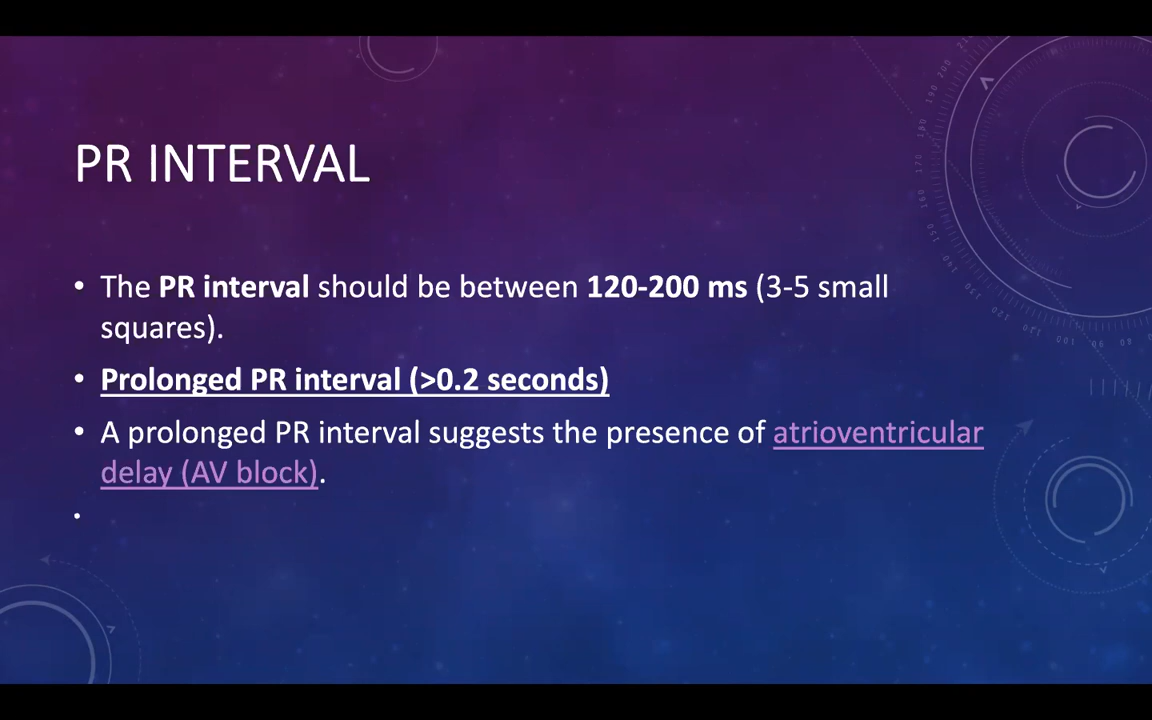 PR INTERVAL
• The PR interval should be between 120-200 ms (3-5 small
squares).
• Prolonged PR interval (>0.2 seconds)
• A prolonged PR interval suggests the presence of atrioventricular
delay (AV block).
•